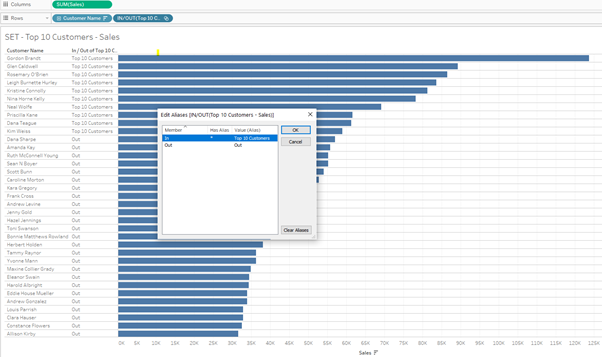 Columns SUM(Sales)
Rows Customer Name IN/OUT(Top 10 C..
SET - Top 10 Customers - Sales
Customer Name In / Out of Top 10 C..
Gordon Brandt Top 10 Customers
Glen Caldwell Top 10 Customers
Rosemary O'Brien Top 10 Customers
Leigh Burnette Hurley Top 10 Customers
Kristine Connolly Top 10 Customers
Nina Horne Kelly Top 10 Customers
Neal Wolfe Top 10 Customers
Priscilla Kane Top 10 Customers
Dana Teague Top 10 Customers
Kim Weiss Top 10 Customers
Dana Sharpe Out
Amanda Kay Out
Ruth McConnell Young Out
Sean N Boyer Out
Scott Bunn Out
Caroline Morton Out
Kara Gregory Out
Frank Cross Out
Andrew Levine Out
Jenny Gold Out
Hazel Jennings Out
Tom Swanson Out
Bonnie Matthews Rowland Out
Herbert Holden Out
Tammy Raynor Out
Yvonne Mann Out
Maxine Collier Grady Out
Eleanor Swain Out
Harold Albright Out
Eddie House Mueller Out
Andrew Gonzalez Out
Louis Parrish Out
Clara Hauser Out
Constance Flowers Out
Allison Kirby Out
Edit Aliases [IN/OUT(Top 10 Customers - Sales)]
Member Has Alias Value (Alias)
In * Top 10 Customers
Out Out
OK
Cancel
Clear Aliases
0K 5K 10K 15K 20K 25K 30K 35K 40K 45K 50K 55K 60K 65K 70K 75K 80K 85K 90K 95K 100K 105K 110K 115K 120K 125K
Sales